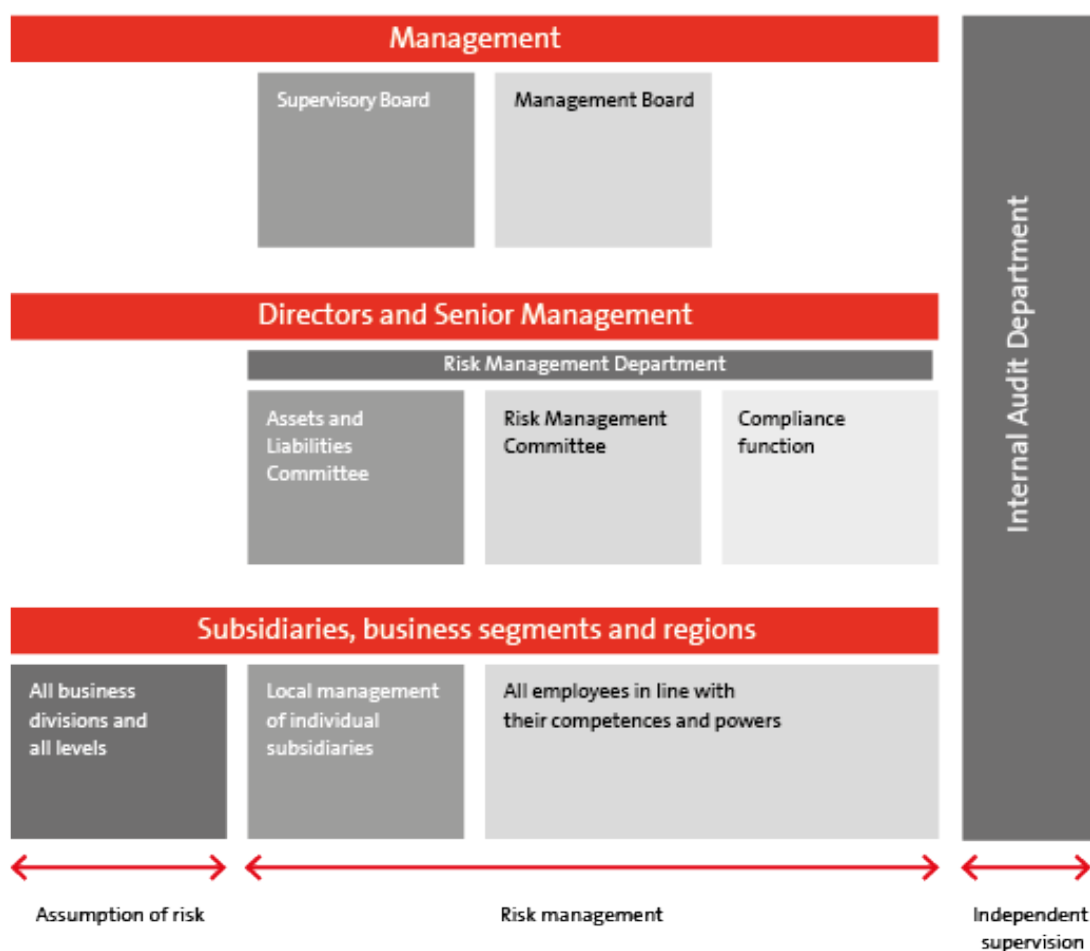 Management
Supervisory Board
Management Board
Directors and Senior Management
Risk Management Department
Assets and
Liabilities
Committee
Risk Management
Committee
Compliance
function
Subsidiaries, business segments and regions
All business
divisions and
all levels
Local management
of individual
subsidiaries
All employees in line with
their competences and powers
Internal Audit Department
Assumption of risk
Risk management
Independent
supervision